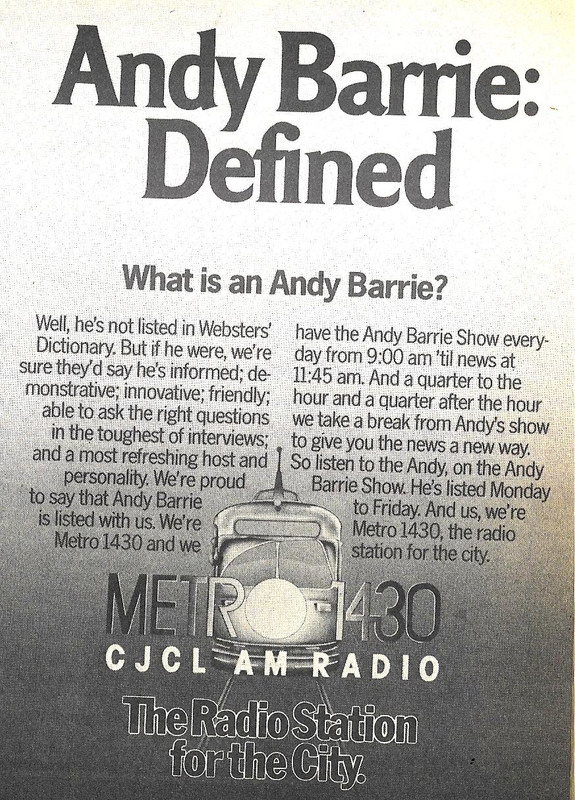 Andy Barrie:
Defined
What is an Andy Barrie?
Well, he's not listed in Websters'
Dictionary. But if he were, we're
sure they'd say he's informed; de-
monstrative; innovative; friendly;
able to ask the right questions
in the toughest of interviews;
and a most refreshing host and
personality. We're proud
to say that Andy Barrie
is listed with us. We're
Metro 1430 and we
have the Andy Barrie Show every-
day from 9:00 am 'til news at
11:45 am. And a quarter to the
hour and a quarter after the hour
we take a break from Andy's show
to give you the news a new way.
So listen to the Andy, on the Andy
Barrie Show. He's listed Monday
to Friday. And us, we're
Metro 1430, the radio
station for the city.
METRO 1430
CJCL AM RADIO
The Radio Station
for the City.